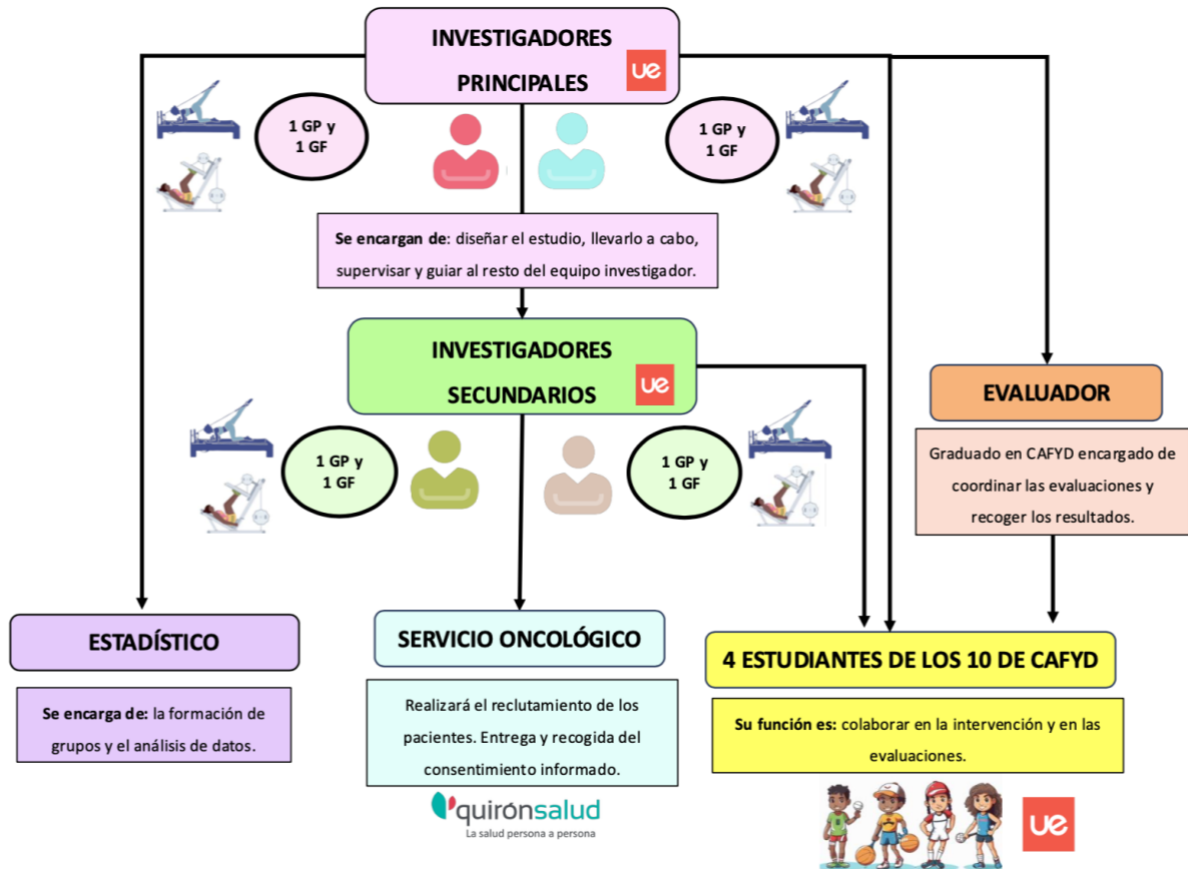 INVESTIGADORES
PRINCIPALES
ue
1 GP y
1 GF
1 GP y
1 GF
Se encargan de: diseñar el estudio, llevarlo a cabo,
supervisar y guiar al resto del equipo investigador.
INVESTIGADORES
SECUNDARIOS
ue
1 GP y
1 GF
1 GP y
1 GF
EVALUADOR
Graduado en CAFYD encargado de
coordinar las evaluaciones y
recoger los resultados.
ESTADÍSTICO
Se encarga de: la formación de
grupos y el análisis de datos.
SERVICIO ONCOLÓGICO
Realizará el reclutamiento de los
pacientes. Entrega y recogida del
consentimiento informado.
quirónsalud
La salud persona a persona
4 ESTUDIANTES DE LOS 10 DE CAFYD
Su función es: colaborar en la intervención y en las
evaluaciones.
ue